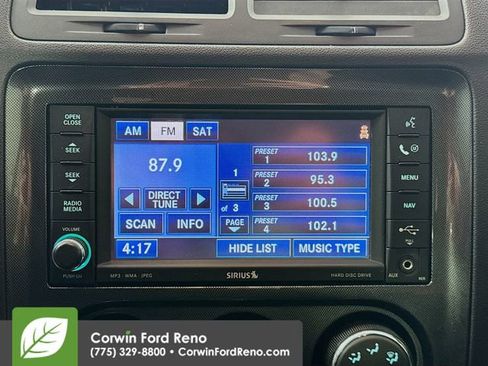 OPEN
CLOSE
SEEK
SEEK
RADIO
MEDIA
VOLUME
PUSH
AM FM SAT
87.9
DIRECT
TUNE
SCAN INFO
1
of 3
PAGE
PRESET
1 103.9
PRESET
2 95.3
PRESET
3 100.5
PRESET
4 102.1
4:17
HIDE LIST
MUSIC TYPE
MP3 · WMA · JPEG
SIRIUS
HARD DISC DRIVE
MENU
NAV
PULL
AUX
Corwin Ford Reno
(775) 329-8800 • CorwinFordReno.com